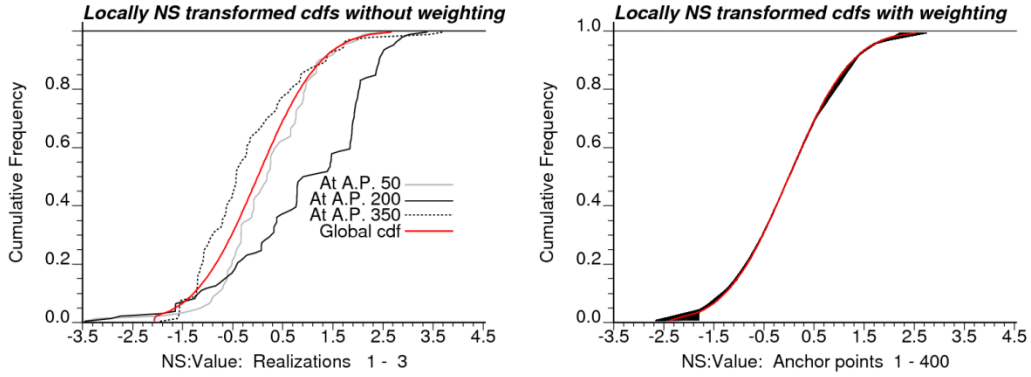 Locally NS transformed cdfs without weighting
Cumulative Frequency
0.8
0.6
0.4
0.2
0.0
-3.5 -2.5 -1.5 -0.5 0.5 1.5 2.5 3.5 4.5
NS:Value: Realizations 1 - 3
At A.P. 50
At A.P. 200
At A.P. 350
Global cdf
Locally NS transformed cdfs with weighting
Cumulative Frequency
1.0
0.8
0.6
0.4
0.2
0.0
-3.5 -2.5 -1.5 -0.5 0.5 1.5 2.5 3.5 4.5
NS:Value: Anchor points 1 - 400